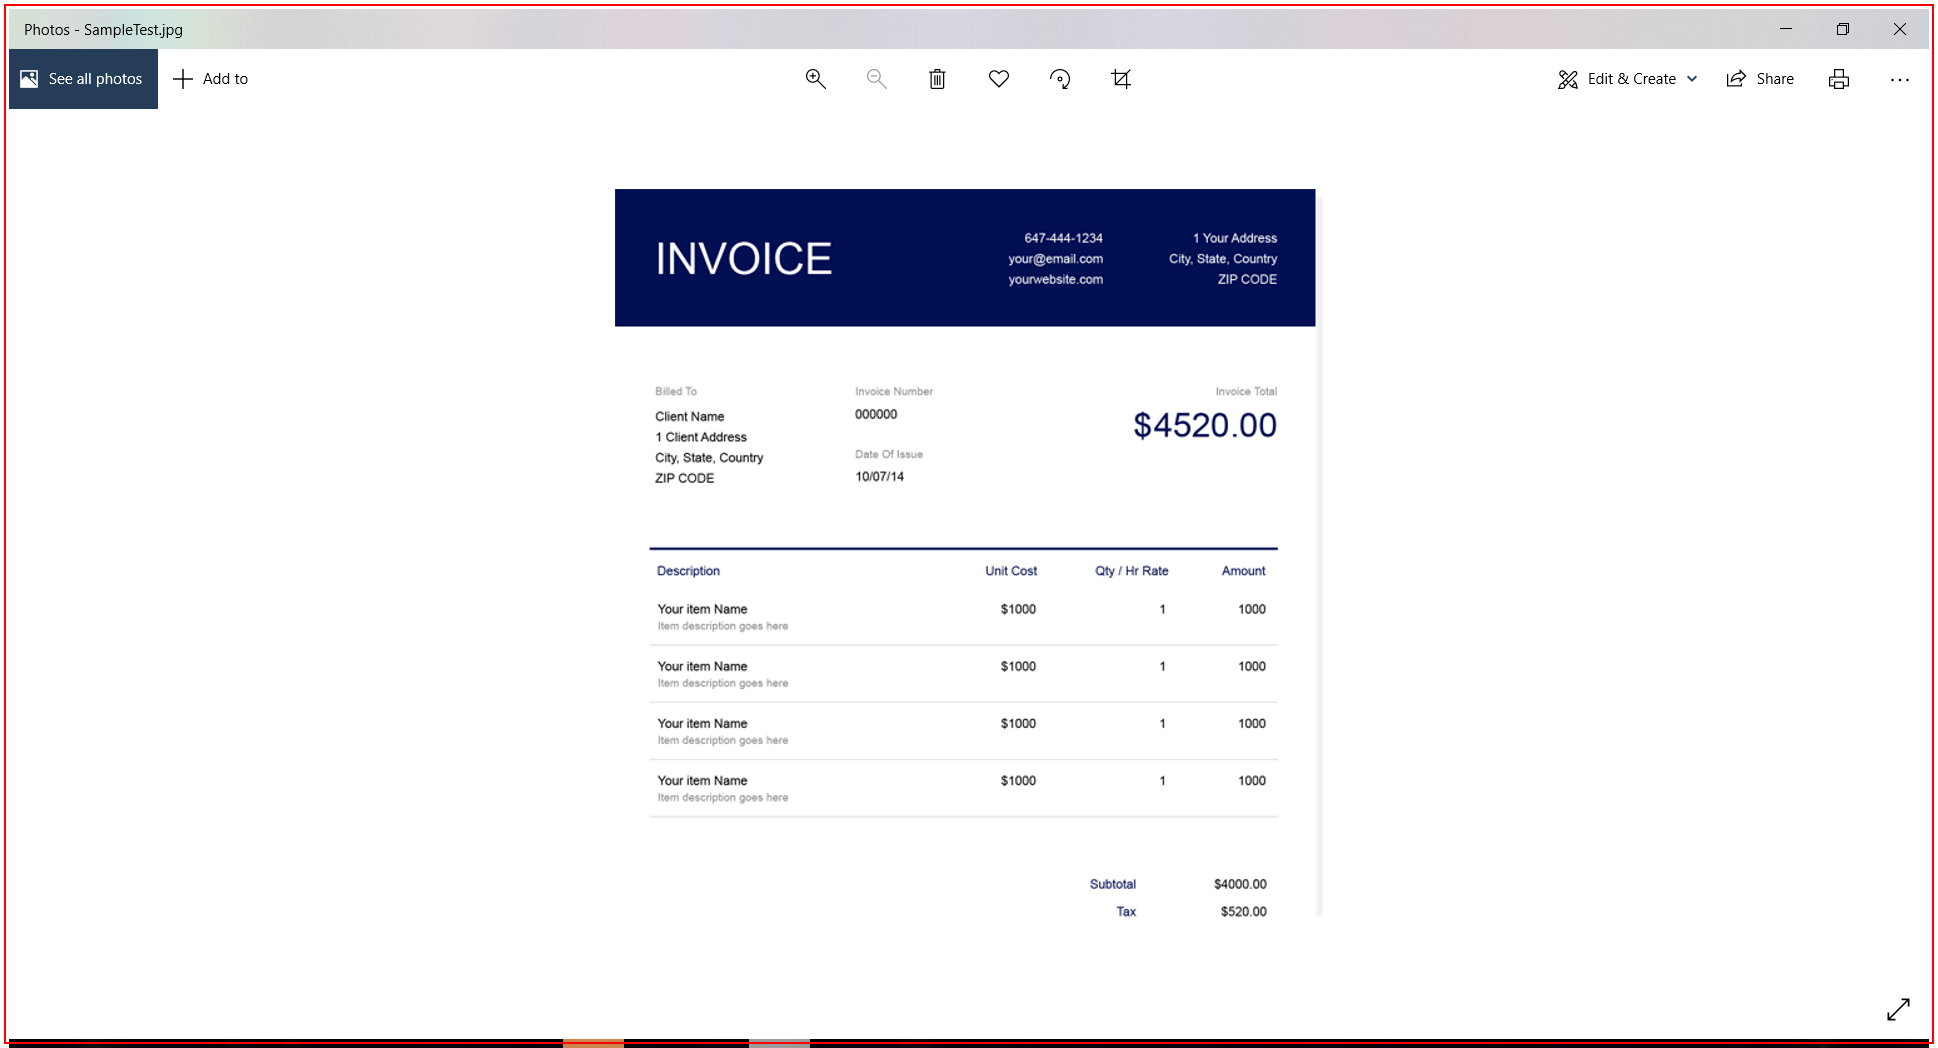 Photos - SampleTest.jpg
See all photos
Add to
Edit & Create
Share
INVOICE
647-444-1234
your@email.com
yourwebsite.com
1 Your Address
City, State, Country
ZIP CODE
Billed To
Client Name
1 Client Address
City, State, Country
ZIP CODE
Invoice Number
000000
Date Of Issue
10/07/14
Invoice Total
$4520.00
Description Unit Cost Qty / Hr Rate Amount
Your item Name $1000 1 1000
Item description goes here
Your item Name $1000 1 1000
Item description goes here
Your item Name $1000 1 1000
Item description goes here
Your item Name $1000 1 1000
Item description goes here
Subtotal $4000.00
Tax $520.00